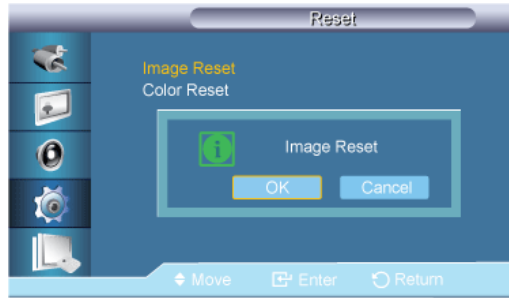 Reset
Image Reset
Color Reset
Image Reset
OK Cancel
Move Enter Return